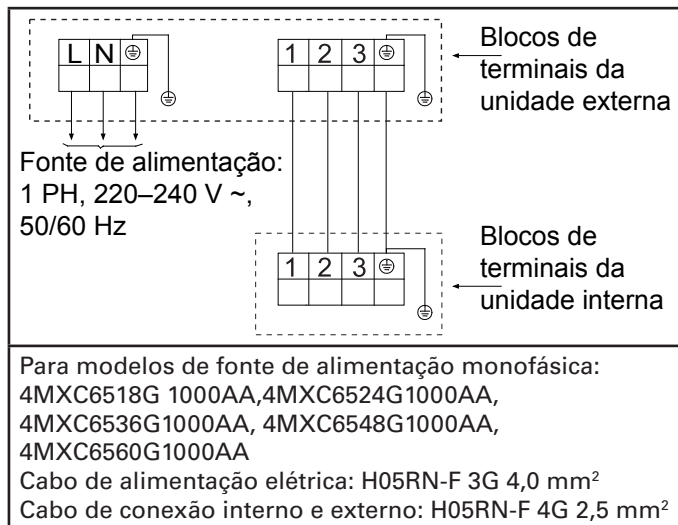 L N ⏚
1 2 3 ⏚
Blocos de
terminais da
unidade externa
Fonte de alimentação:
1 PH, 220–240 V ~,
50/60 Hz
1 2 3 ⏚
Blocos de
terminais da
unidade interna
Para modelos de fonte de alimentação monofásica:
4MXC6518G 1000AA,4MXC6524G1000AA,
4MXC6536G1000AA, 4MXC6548G1000AA,
4MXC6560G1000AA
Cabo de alimentação elétrica: H05RN-F 3G 4,0 mm²
Cabo de conexão interno e externo: H05RN-F 4G 2,5 mm²